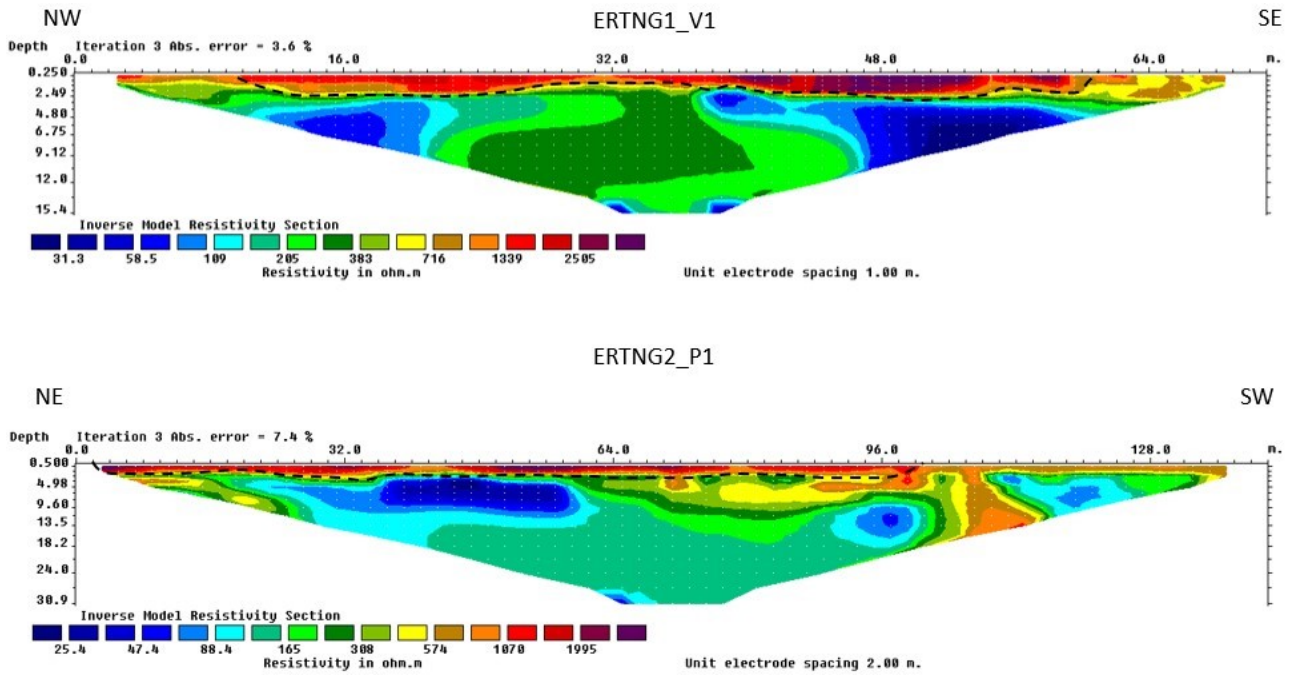 NW ERTNG1_V1 SE
Depth Iteration 3 Abs. error = 3.6 %
0.0 16.0 32.0 48.0 64.0 m.
0.250
2.49
4.80
6.75
9.12
12.0
15.4
Inverse Model Resistivity Section
31.3 58.5 109 205 383 716 1339 2505
Resistivity in ohm.m Unit electrode spacing 1.00 m.
ERTNG2_P1
NE SW
Depth Iteration 3 Abs. error = 7.4 %
0.0 32.0 64.0 96.0 128.0 m.
0.500
4.98
9.60
13.5
18.2
24.0
30.9
Inverse Model Resistivity Section
25.4 47.4 88.4 165 308 574 1070 1995
Resistivity in ohm.m Unit electrode spacing 2.00 m.